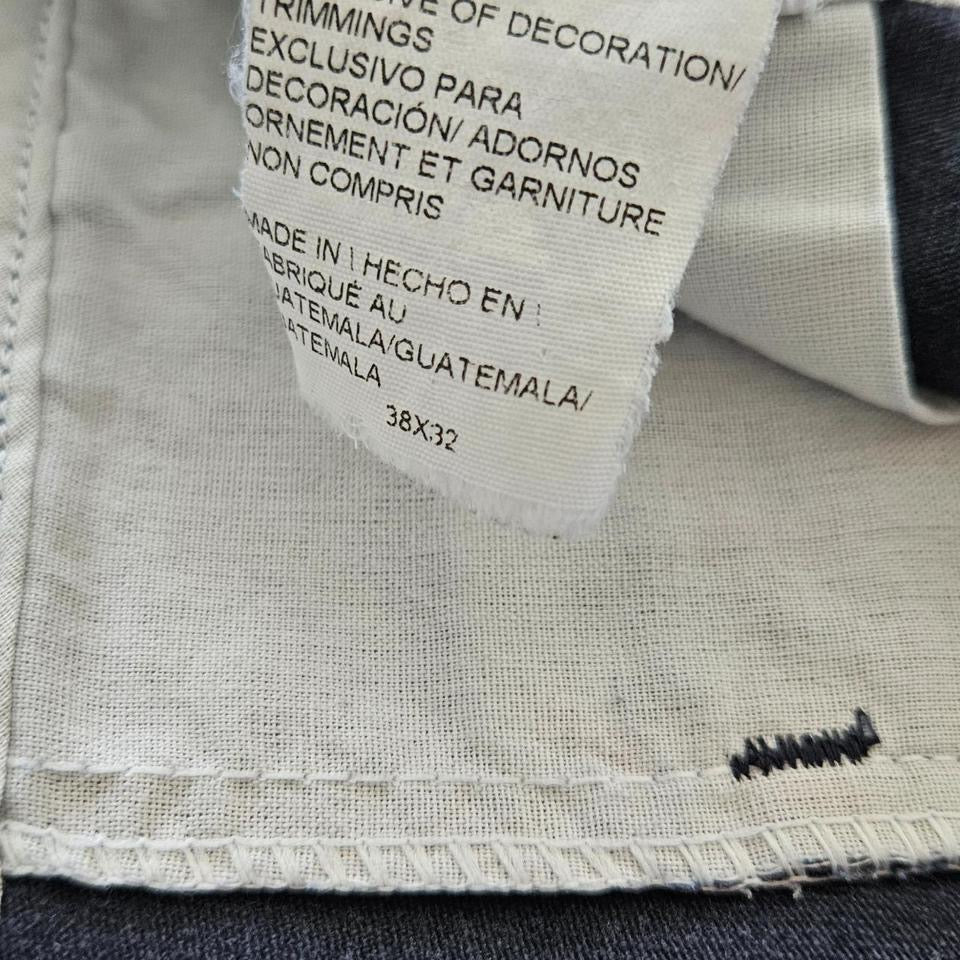 OF DECORATION/
TRIMMINGS
EXCLUSIVO PARA
DECORACIÓN/ ADORNOS
ORNEMENT ET GARNITURE
NON COMPRIS
MADE IN | HECHO EN |
ABRIQUÉ AU
UATEMALA/GUATEMALA/
ATEMALA
38X32